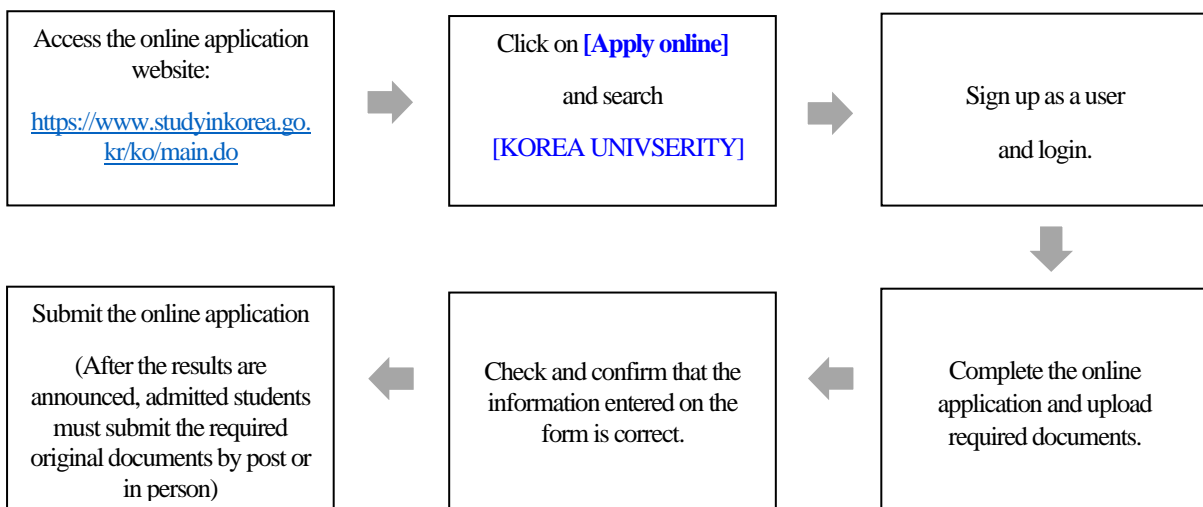 Access the online application
website:
https://www.studyinkorea.go.
kr/ko/main.do
Click on [Apply online]
and search
[KOREA UNIVSERITY]
Sign up as a user
and login.
Complete the online
application and upload
required documents.
Check and confirm that the
information entered on the
form is correct.
Submit the online application
(After the results are
announced, admitted students
must submit the required
original documents by post or
in person)